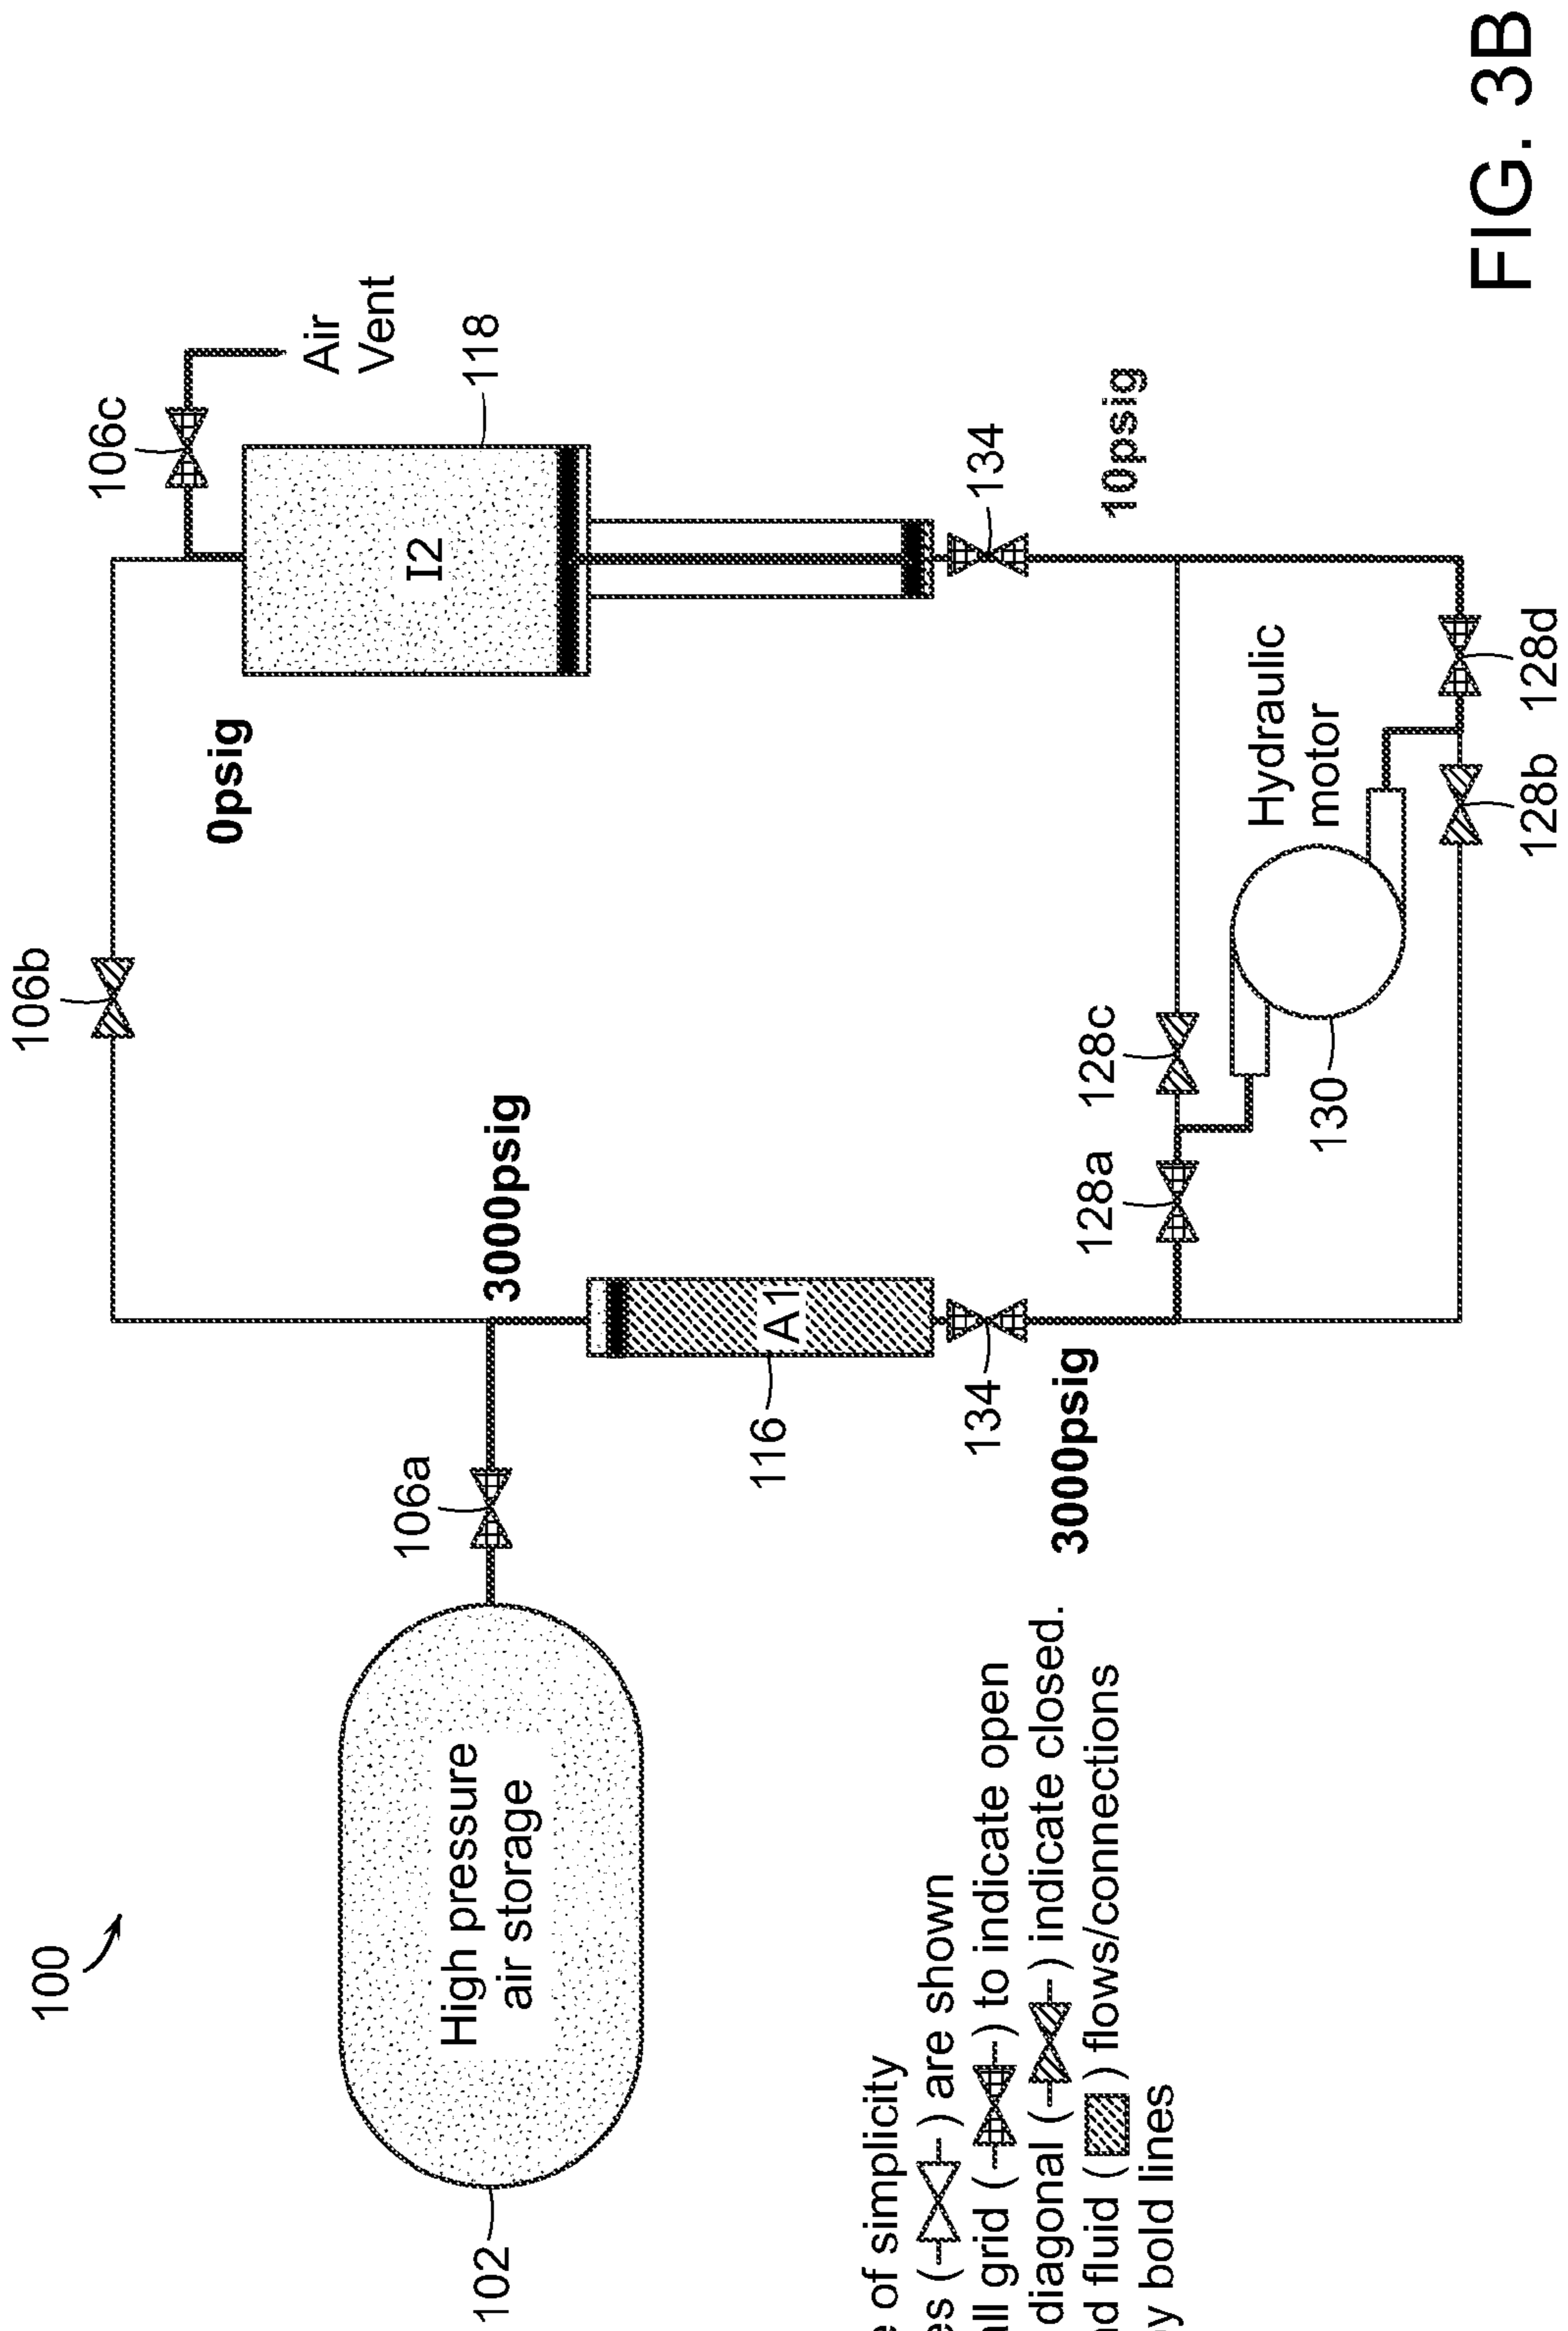 100
106b
106c
Air
Vent
0psig
I2
118
106a
3000psig
102
High pressure
air storage
116
A1
134
134
3000psig
10psig
128a
128c
Hydraulic
motor
130
128b
128d
of simplicity
( ) are shown
grid ( ) to indicate open
diagonal ( ) indicate closed.
fluid ( ) flows/connections
bold lines
FIG. 3B